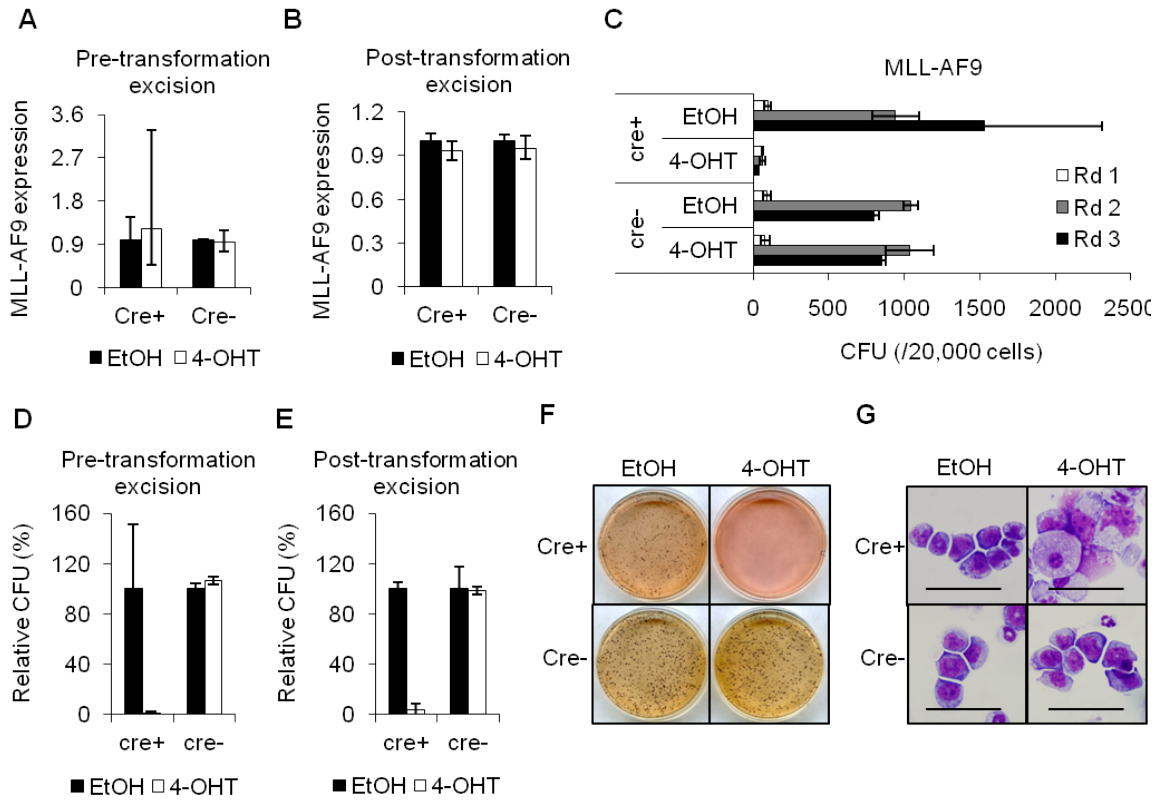 A
Pre-transformation
excision
MLL-AF9 expression
3.6
2.7
1.8
0.9
0
Cre+ Cre-
EtOH 4-OHT
B
Post-transformation
excision
MLL-AF9 expression
1.2
0.9
0.6
0.3
0
Cre+ Cre-
EtOH 4-OHT
C
MLL-AF9
cre+
EtOH
4-OHT
cre-
EtOH
4-OHT
Rd 1
Rd 2
Rd 3
0 500 1000 1500 2000 2500
CFU (/20,000 cells)
D
Pre-transformation
excision
Relative CFU (%)
160
120
80
40
0
cre+ cre-
EtOH 4-OHT
E
Post-transformation
excision
Relative CFU (%)
160
120
80
40
0
cre+ cre-
EtOH 4-OHT
F
EtOH 4-OHT
Cre+
Cre-
G
EtOH 4-OHT
Cre+
Cre-